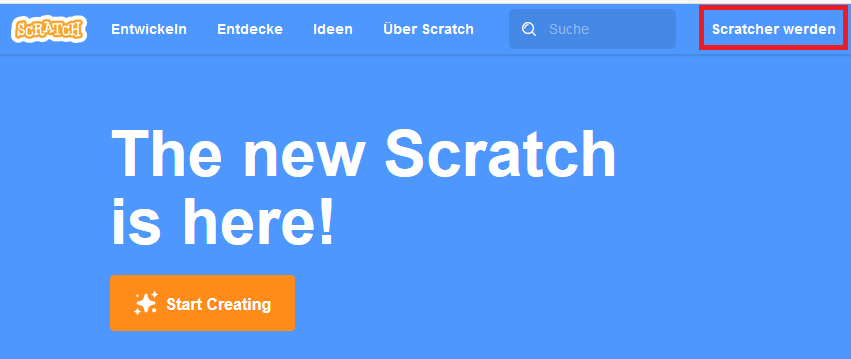 SCRATCH Entwickeln Entdecke Ideen Über Scratch Suche Scratcher werden
The new Scratch
is here!
Start Creating